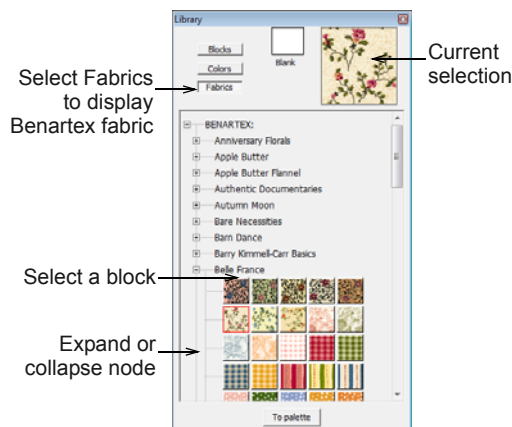 Library
Blocks
Colors
Fabrics
Blank
Current
selection
Select Fabrics
to display
Benartex fabric
BENARTEX:
Anniversary Florals
Apple Butter
Apple Butter Flannel
Authentic Documentaries
Autumn Moon
Bare Necessities
Barn Dance
Barry Kimmell-Carr Basics
Belle France
Select a block
Expand or
collapse node
To palette